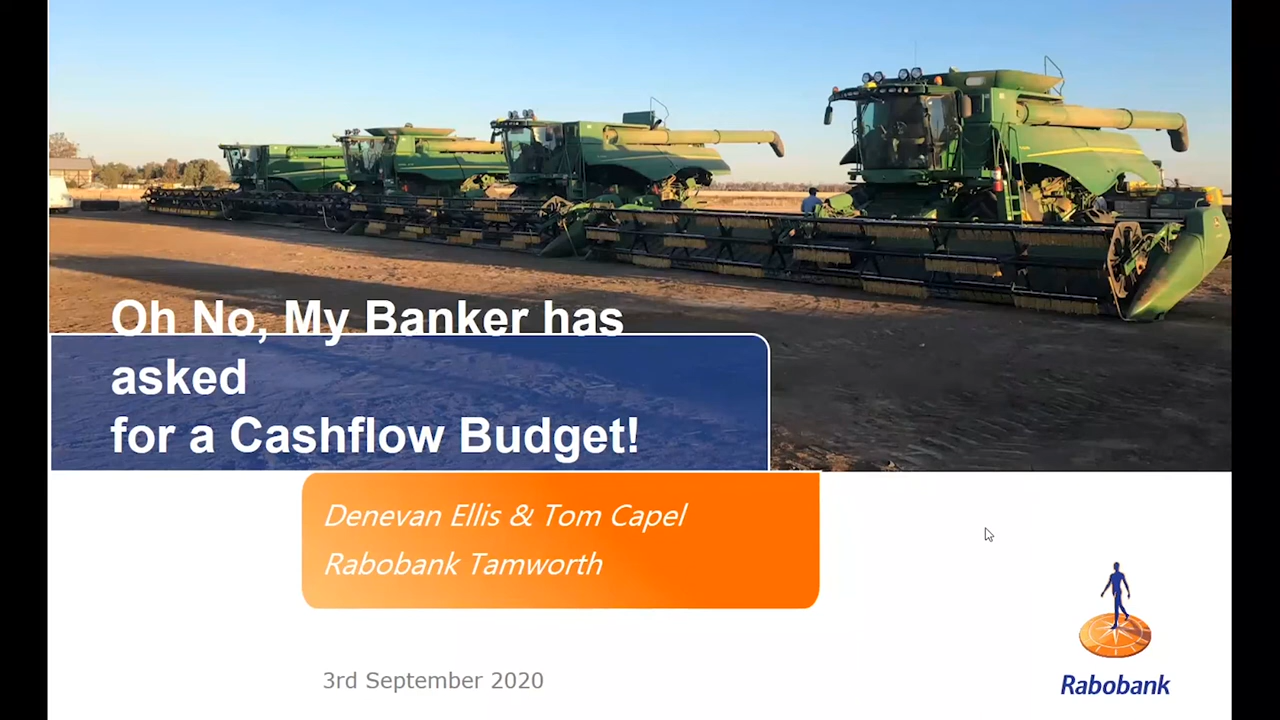 Oh No, My Banker has
asked
for a Cashflow Budget!
Denevan Ellis & Tom Capel
Rabobank Tamworth
3rd September 2020
Rabobank